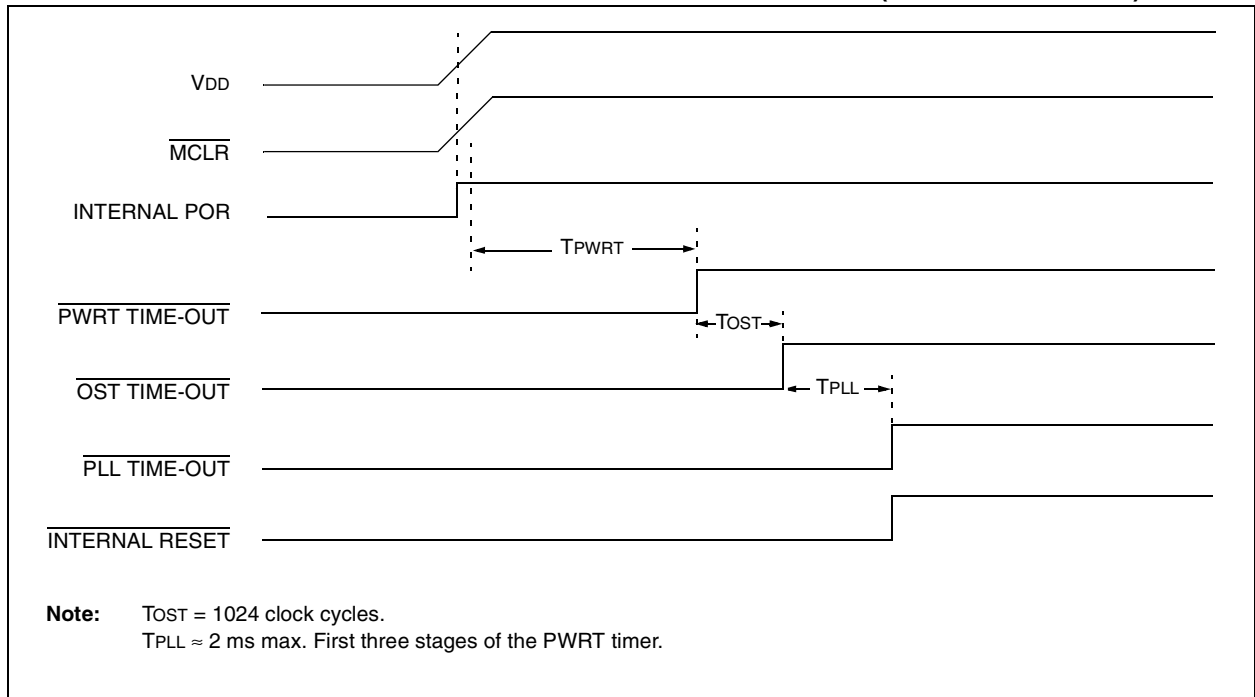 VDD
MCLR
INTERNAL POR
TPWRT
PWRT TIME-OUT
TOST
OST TIME-OUT
TPLL
PLL TIME-OUT
INTERNAL RESET
Note: TOST = 1024 clock cycles.
TPLL ≈ 2 ms max. First three stages of the PWRT timer.